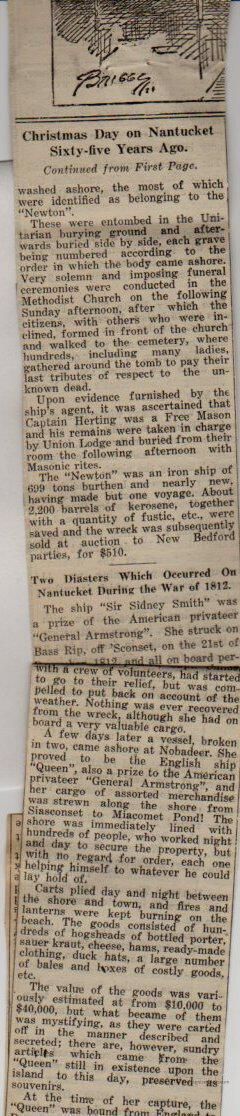 BRIGGS
Christmas Day on Nantucket
Sixty-five Years Ago.
Continued from First Page.
washed ashore, the most of which
were identified as belonging to the
"Newton".
These were entombed in the Uni-
tarian burying ground and after-
wards buried side by side, each grave
being numbered according to the
order in which the body came ashore.
Very solemn and imposing funeral
ceremonies were conducted in the
Methodist Church on the following
Sunday afternoon, after which the
citizens, with others who were in-
clined, formed in front of the church
and walked to the cemetery, where
hundreds, including many ladies,
gathered around the tomb to pay their
last tributes of respect to the un-
known dead.
Upon evidence furnished by the
ship's agent, it was ascertained that
Captain Herting was a Free Mason
and his remains were taken in charge
by Union Lodge and buried from their
room the following afternoon with
Masonic rites.
The "Newton" was an iron ship of
699 tons burthen and nearly new,
having made but one voyage. About
2,200 barrels of kerosene, together
with a quantity of fustic, etc., were
saved and the wreck was subsequently
sold at auction to New Bedford
parties, for $510.
Two Diasters Which Occurred On
Nantucket During the War of 1812.
The ship "Sir Sidney Smith" was
a prize of the American privateer
"General Armstrong". She struck on
Bass Rip, off 'Sconset, on the 21st of
1812 and all on board per-
with a crew of volunteers, had started
to go to their relief, but was com-
pelled to put back on account of the
weather. Nothing was ever recovered
from the wreck, although she had on
board a very valuable cargo.
A few days later a vessel, broken
in two, came ashore at Nobadeer. She
proved to be the English ship
"Queen", also a prize to the American
privateer "General Armstrong", and
her cargo of assorted merchandise
was strewn along the shore from
Siasconset to Miacomet Pond! The
shore was immediately lined with
hundreds of people, who worked night
and day to secure the property, but
with no regard for order, each one
helping himself to whatever he could
lay hold of.
Carts plied day and night between
the shore and town, and fires and
lanterns were kept burning on the
beach. The goods consisted of hun-
dreds of hogsheads of bottled porter,
sauer kraut, cheese, hams, ready-made
clothing, duck hats, a large number
of bales and boxes of costly goods,
etc.
The value of the goods was vari-
ously estimated at from $10,000 to
$40,000, but what became of them
was mystifying, as they were carted
off in the manner described and
secreted; there are, however, sundry
articles which came from the
"Queen" still in existence upon the
island to this day, preserved as
souvenirs.
At the time of her capture, the
"Queen" was bound from England to